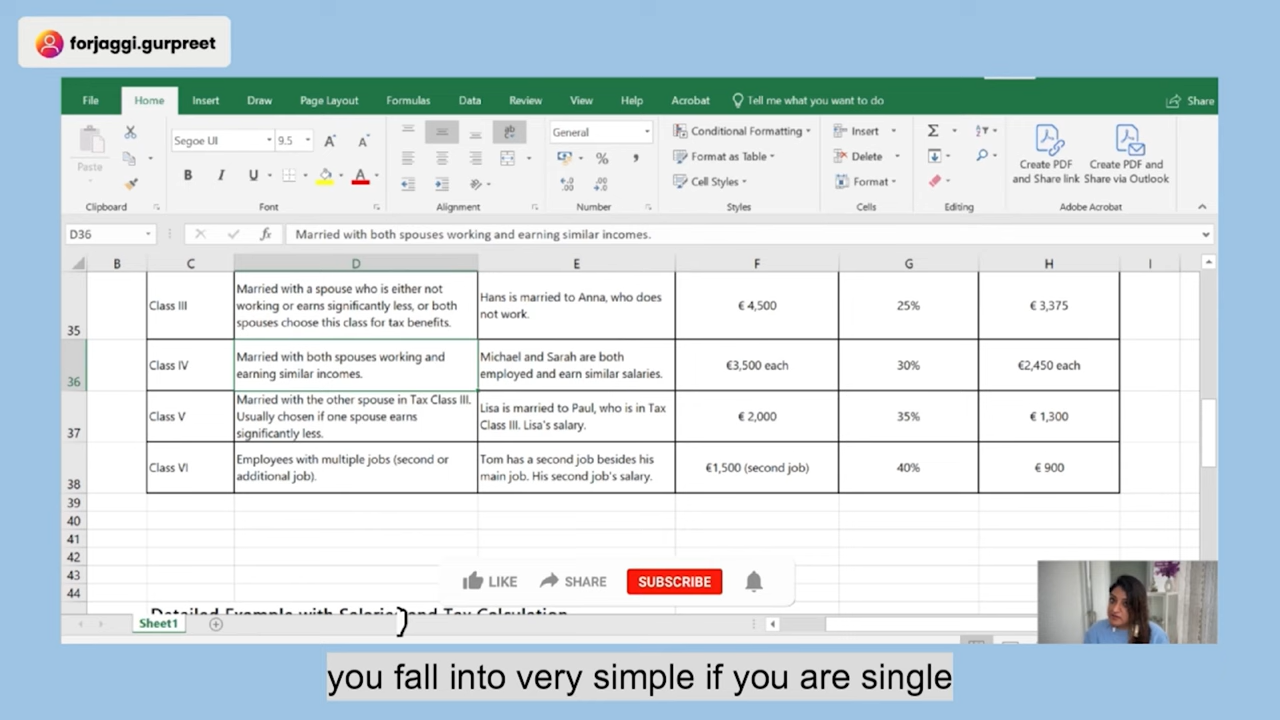 forjaggi.gurpreet
File Home Insert Draw Page Layout Formulas Data Review View Help Acrobat Tell me what you want to do Share
Paste
Segoe UI 9.5 A A
B I U A
General
%
Conditional Formatting
Format as Table
Cell Styles
Insert
Delete
Format
Create PDF
and Share link
Create PDF and
Share via Outlook
Clipboard Font Alignment Number Styles Cells Editing Adobe Acrobat
D36 fx Married with both spouses working and earning similar incomes.
B C D E F G H I
35
Class III
Married with a spouse who is either not
working or earns significantly less, or both
spouses choose this class for tax benefits.
Hans is married to Anna, who does
not work.
€ 4,500
25%
€ 3,375
36
Class IV
Married with both spouses working and
earning similar incomes.
Michael and Sarah are both
employed and earn similar salaries.
€3,500 each
30%
€2,450 each
37
Class V
Married with the other spouse in Tax Class III.
Usually chosen if one spouse earns
significantly less.
Lisa is married to Paul, who is in Tax
Class III. Lisa's salary.
€ 2,000
35%
€ 1,300
38
Class VI
Employees with multiple jobs (second or
additional job).
Tom has a second job besides his
main job. His second job's salary.
€1,500 (second job)
40%
€ 900
39
40
41
42
43
44
LIKE SHARE SUBSCRIBE
Detailed Example with Salaries and Tax Calculation
Sheet1
you fall into very simple if you are single